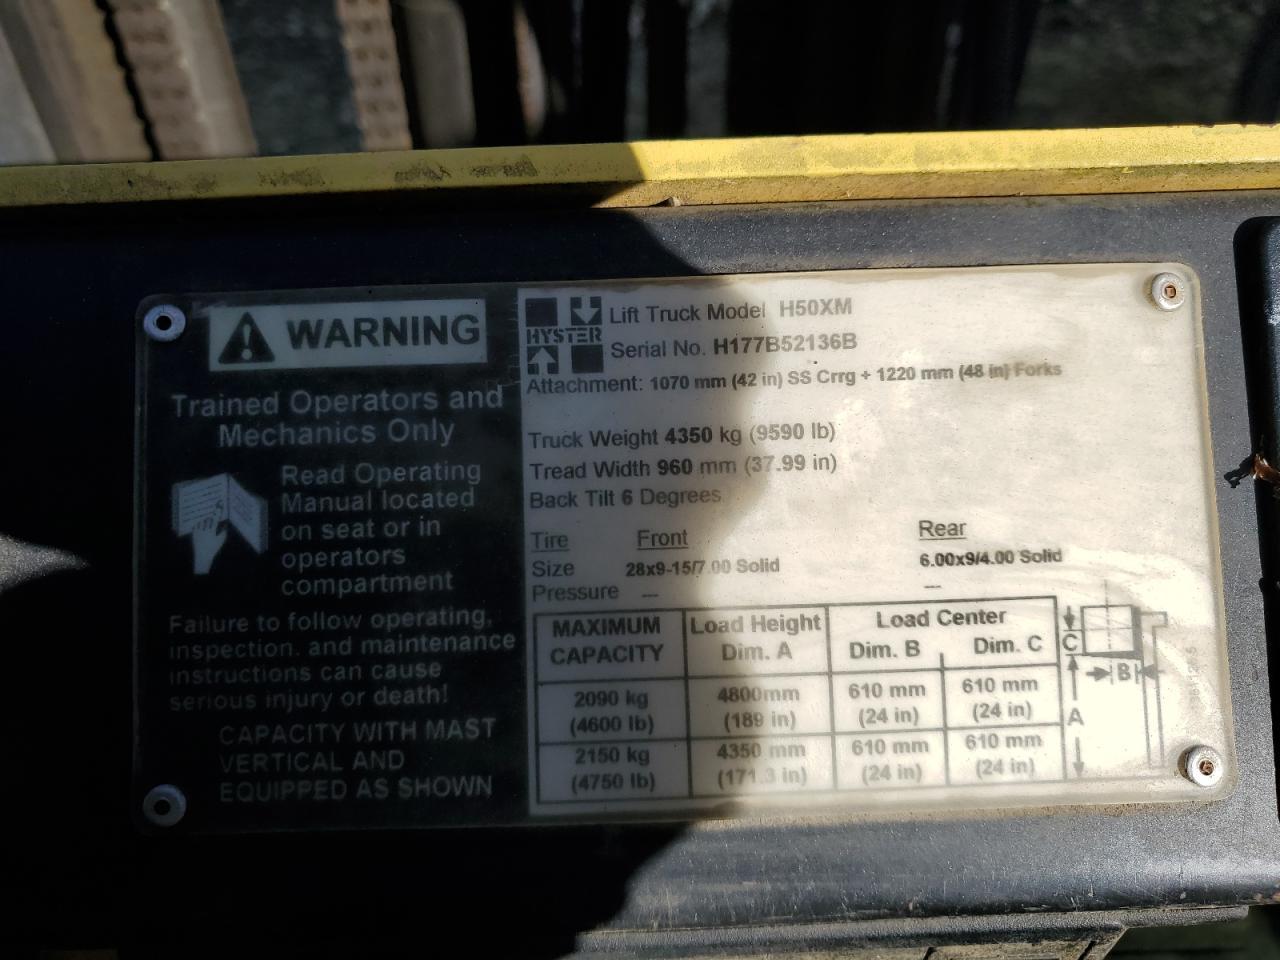 WARNING
Trained Operators and
Mechanics Only
Read Operating
Manual located
on seat or in
operators
compartment
Failure to follow operating,
inspection. and maintenance
instructions can cause
serious injury or death!
CAPACITY WITH MAST
VERTICAL AND
EQUIPPED AS SHOWN
HYSTER
Lift Truck Model H50XM
Serial No. H177B52136B
Attachment: 1070 mm (42 in) SS Crrg + 1220 mm (48 in) Forks
Truck Weight 4350 kg (9590 lb)
Tread Width 960 mm (37.99 in)
Back Tilt 6 Degrees
Tire Front Rear
Size 28x9-15/7.00 Solid 6.00x9/4.00 Solid
Pressure — —
MAXIMUM Load Height Load Center
CAPACITY Dim. A Dim. B Dim. C
2090 kg 4800mm 610 mm 610 mm
(4600 lb) (189 in) (24 in) (24 in)
2150 kg 4350 mm 610 mm 610 mm
(4750 lb) (171.3 in) (24 in) (24 in)
C
B
A